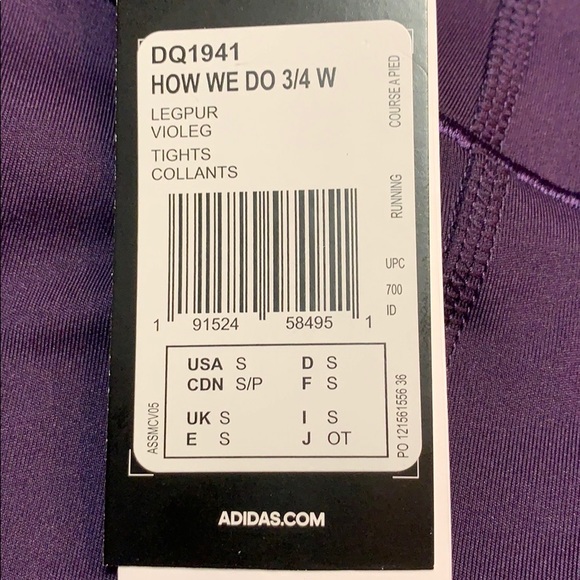 DQ1941
HOW WE DO 3/4 W
LEGPUR
VIOLEG
TIGHTS
COLLANTS
COURSE A PIED
RUNNING
UPC
700
ID
1 91524 58495 1
USA S D S
CDN S/P F S
UK S I S
E S J OT
ASSMCV05
PO 121561556 36
ADIDAS.COM